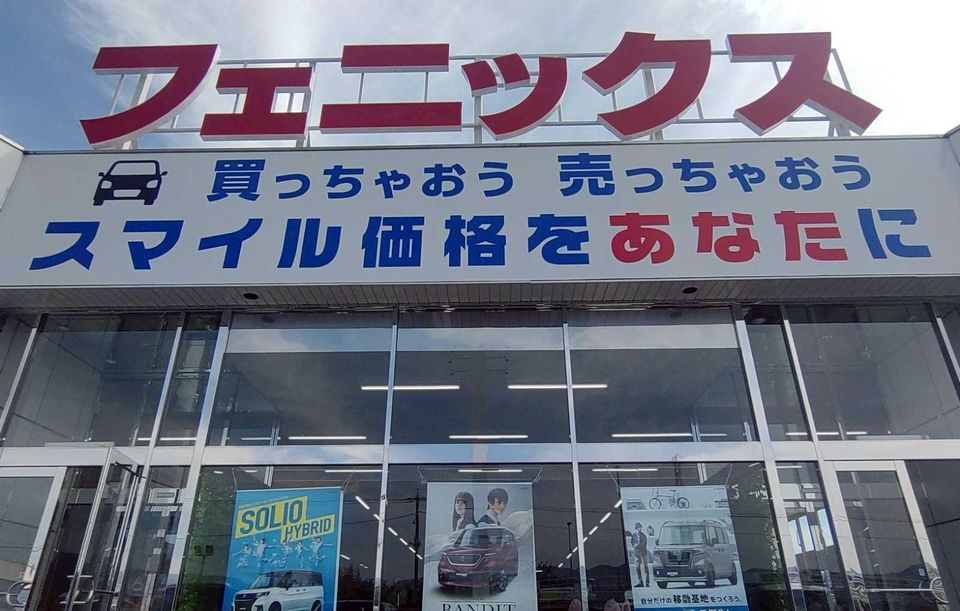 フェニックス
買っちゃおう 売っちゃおう
スマイル価格をあなたに
SOLIO
HYBRID
BANDIT
自分だけの移動基地をつくろう。